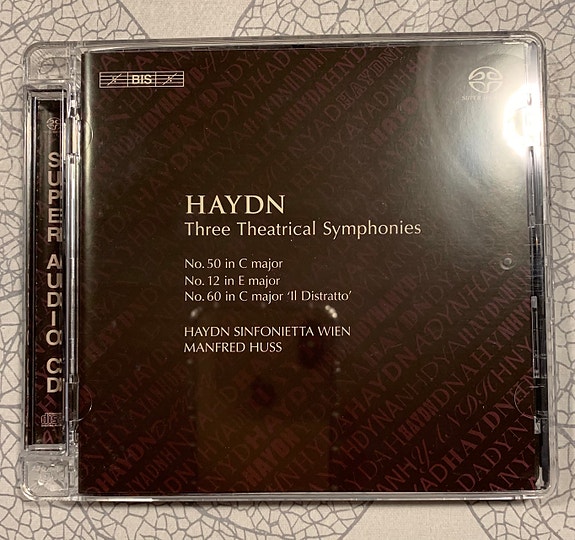 BIS
SUPER AUDIO CD
HAYDN
Three Theatrical Symphonies
No. 50 in C major
No. 12 in E major
No. 60 in C major ‘Il Distratto’
HAYDN SINFONIETTA WIEN
MANFRED HUSS